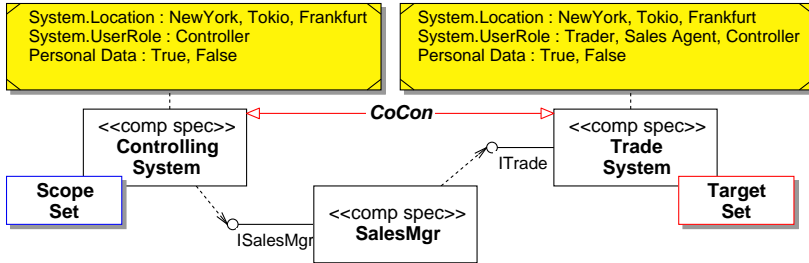 System.Location : NewYork, Tokio, Frankfurt
System.UserRole : Controller
Personal Data : True, False
System.Location : NewYork, Tokio, Frankfurt
System.UserRole : Trader, Sales Agent, Controller
Personal Data : True, False
CoCon
<<comp spec>>
Controlling
System
<<comp spec>>
Trade
System
ITrade
Scope
Set
Target
Set
<<comp spec>>
SalesMgr
ISalesMgr